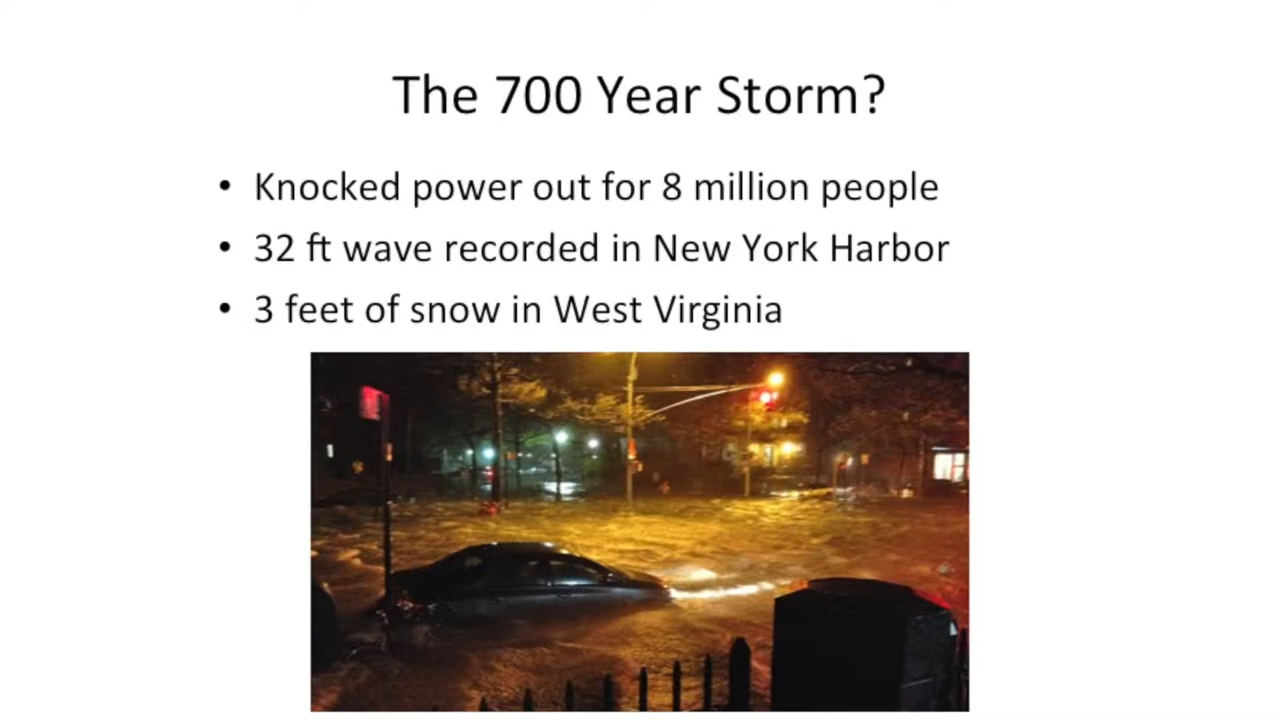 The 700 Year Storm?
• Knocked power out for 8 million people
• 32 ft wave recorded in New York Harbor
• 3 feet of snow in West Virginia